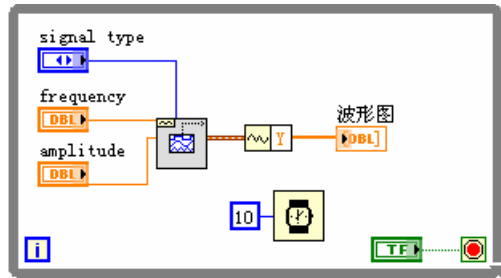 signal type
frequency
DBL
amplitude
DBL
Y
波形图
DBL
10
i
TF